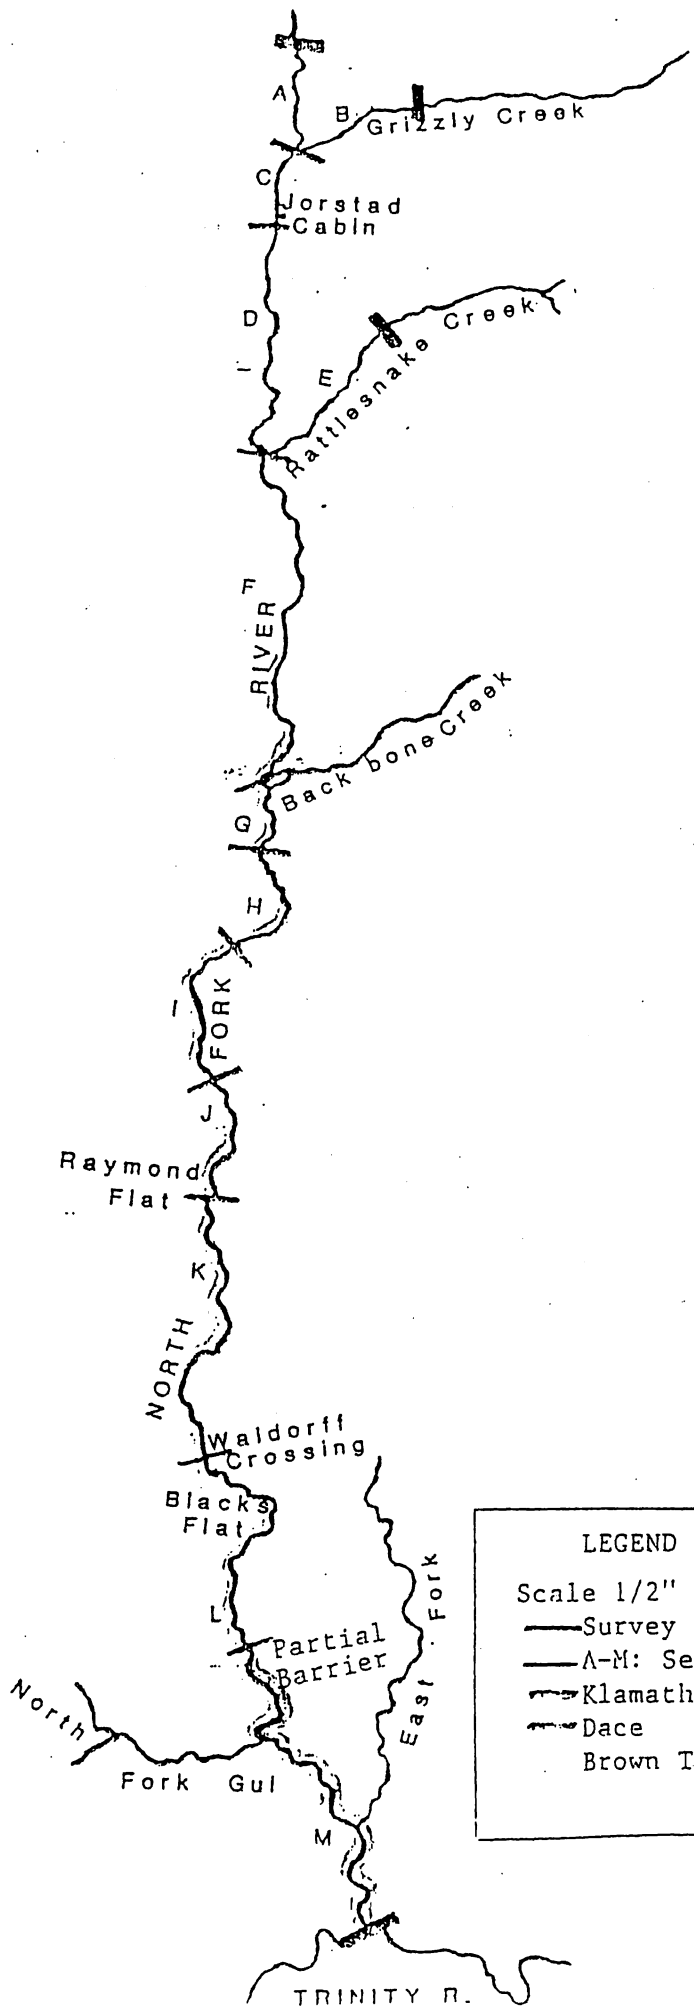 A
B
Grizzly Creek
C
Jorstad
Cabin
D
E
Rattlesnake Creek
F
RIVER
Back bone Creek
G
H
I
FORK
J
Raymond
Flat
K
NORTH
Waldorff
Crossing
Blacks
Flat
L
Partial
Barrier
East Fork
North
Fork Gul
M
TRINITY R.
LEGEND
Scale 1/2"
Survey
A-M: Se
Klamath
Dace
Brown T